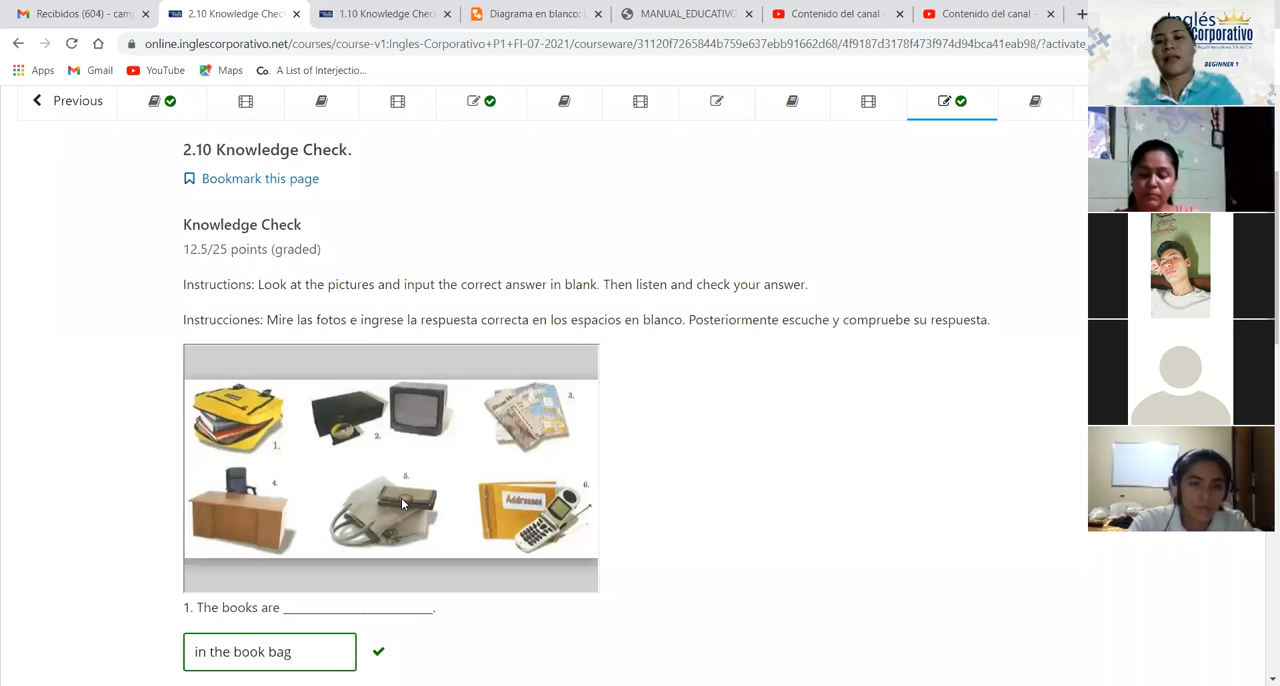 Recibidos (604) - cam
2.10 Knowledge Chec
1.10 Knowledge Chec
Diagrama en blanco:
MANUAL_EDUCATIVO
Contenido del canal -
Contenido del canal -
online.inglescorporativo.net/courses/course-v1:Ingles-Corporativo+P1+FI-07-2021/courseware/31120f7265844b759e637ebb91662d68/4f9187d3178f473f974d94bca41eab98/?activate
Apps
Gmail
YouTube
Maps
Co.
A List of Interjectio...
Inglés
Corporativo
BEGINNER 1
Previous
2.10 Knowledge Check.
Bookmark this page
Knowledge Check
12.5/25 points (graded)
Instructions: Look at the pictures and input the correct answer in blank. Then listen and check your answer.
Instrucciones: Mire las fotos e ingrese la respuesta correcta en los espacios en blanco. Posteriormente escuche y compruebe su respuesta.
1.
2.
3.
4.
5.
6.
Addresses
1. The books are _________________________.
in the book bag